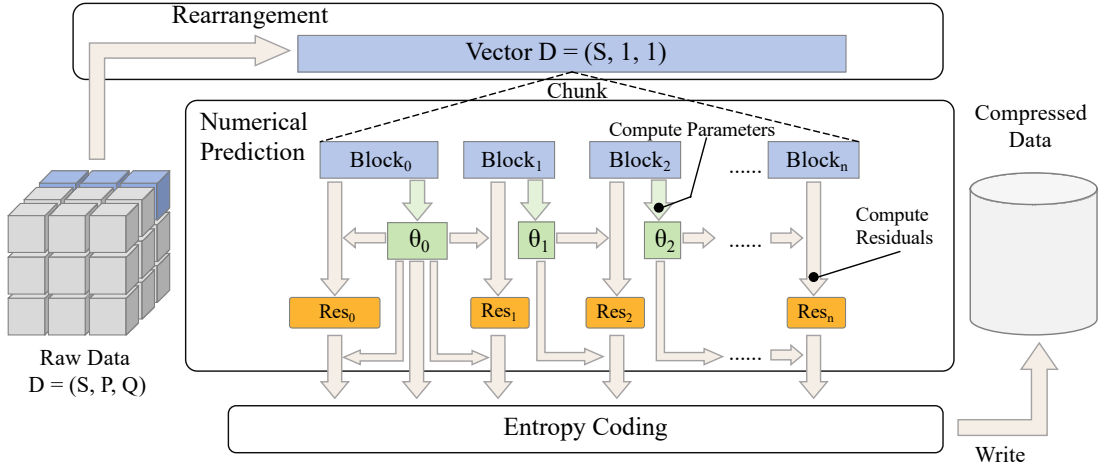 Rearrangement
Vector D = (S, 1, 1)
Chunk
Numerical
Prediction
Compute Parameters
Block₀
Block₁
Block₂
......
Blockₙ
θ₀
θ₁
θ₂
......
Compute
Residuals
Res₀
Res₁
Res₂
Resₙ
......
Entropy Coding
Raw Data
D = (S, P, Q)
Compressed
Data
Write